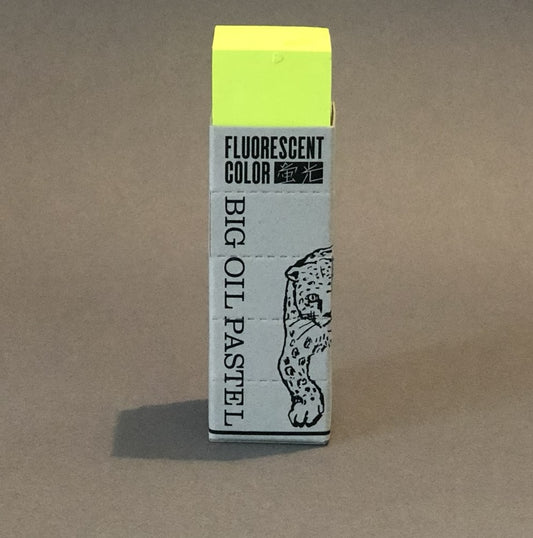 FLUORESCENT
COLOR 蛍光
BIG OIL PASTEL